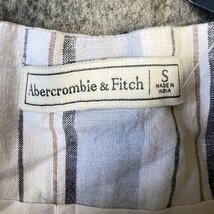 Abercrombie & Fitch
S
MADE IN
INDIA